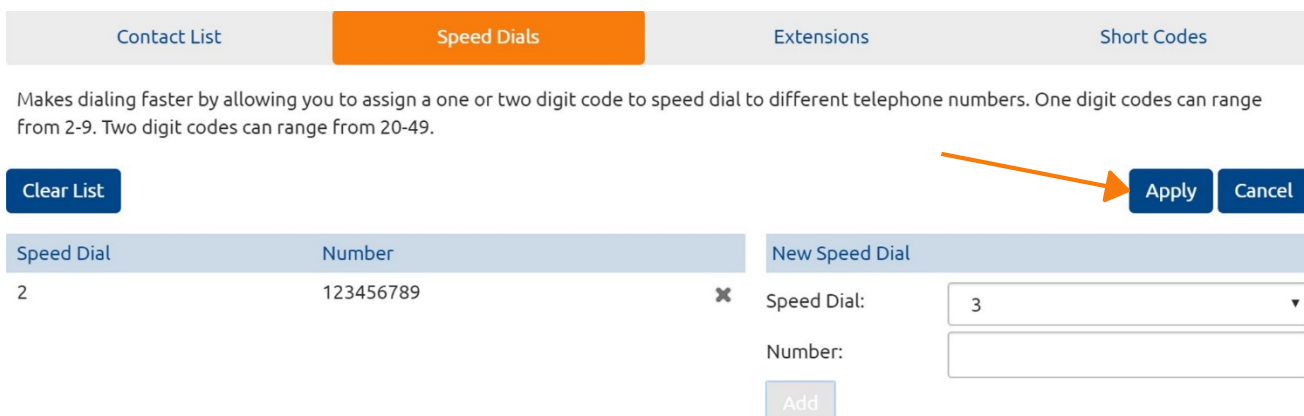 Contact List
Speed Dials
Extensions
Short Codes
Makes dialing faster by allowing you to assign a one or two digit code to speed dial to different telephone numbers. One digit codes can range
from 2-9. Two digit codes can range from 20-49.
Clear List
Apply
Cancel
Speed Dial
Number
2
123456789
New Speed Dial
Speed Dial:
3
Number:
Add